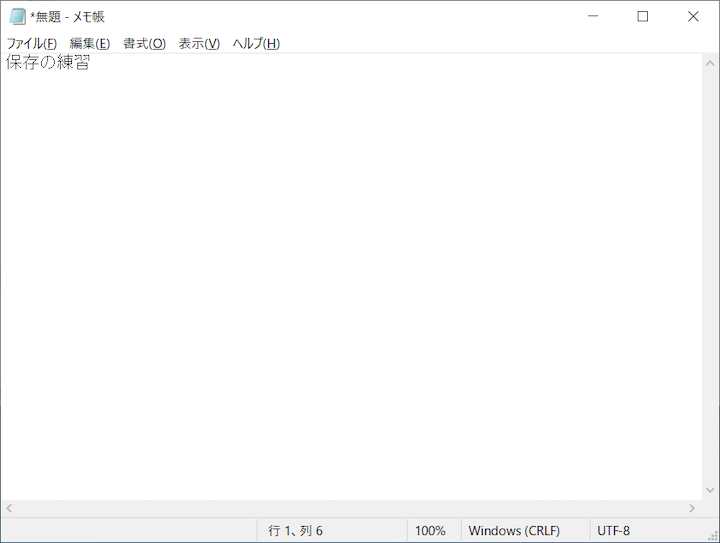 *無題 - メモ帳
ファイル(F) 編集(E) 書式(O) 表示(V) ヘルプ(H)
保存の練習
行 1、列 6 100% Windows (CRLF) UTF-8